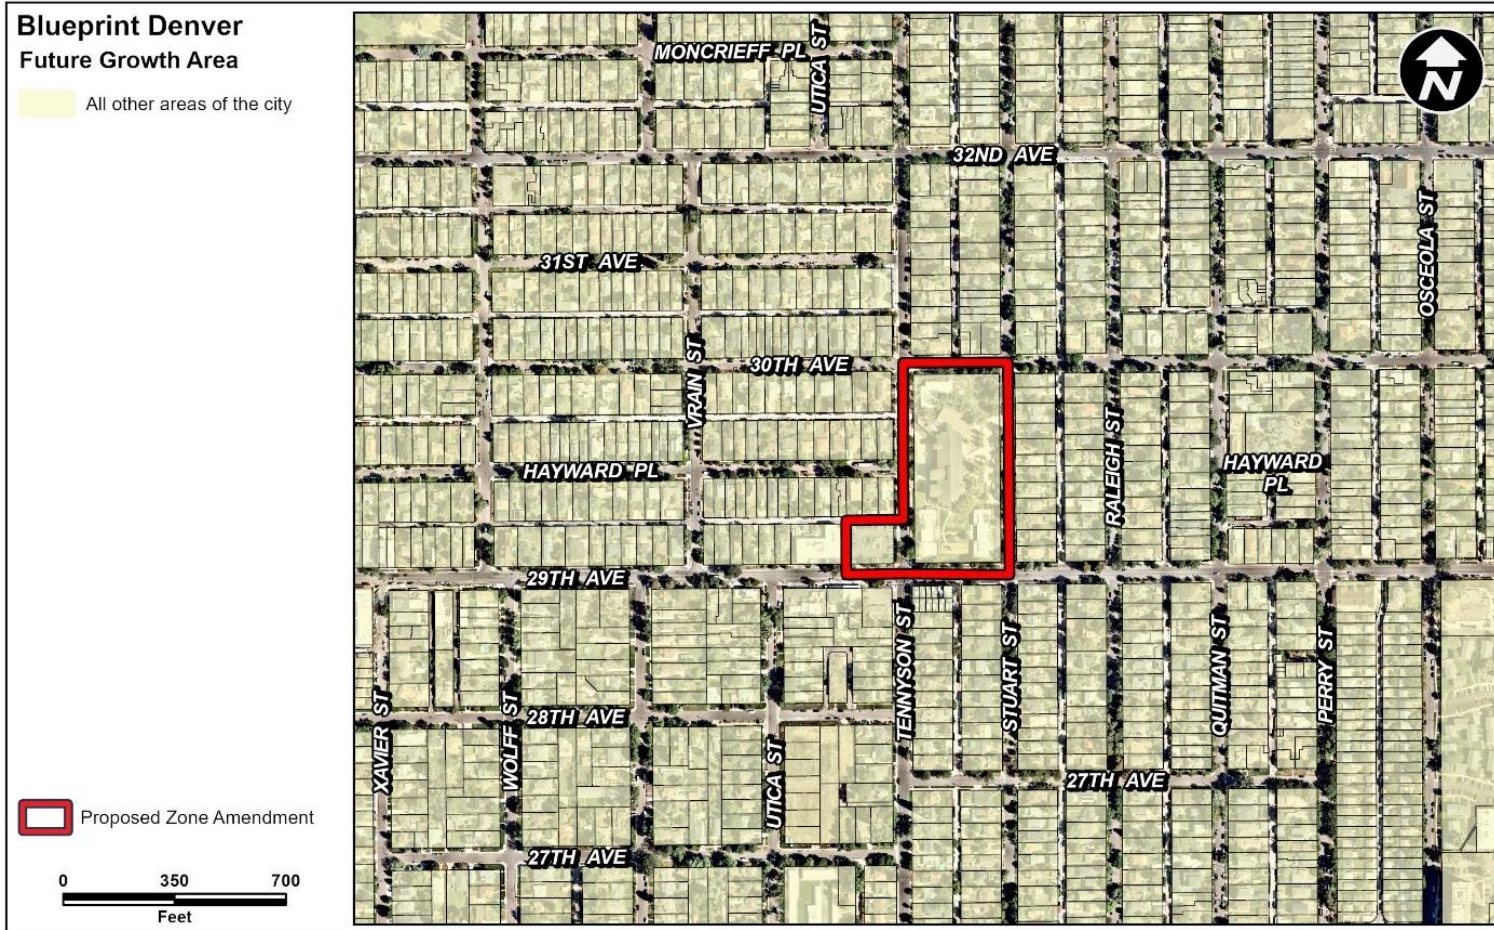 Blueprint Denver
Future Growth Area
All other areas of the city
Proposed Zone Amendment
0 350 700
Feet
MONCRIEFF PL
UTICA ST
N
32ND AVE
OSCEOLA ST
31ST AVE
VRAIN ST
30TH AVE
RALEIGH ST
HAYWARD PL
HAYWARD
PL
29TH AVE
TENNYSON ST
STUART ST
QUITMAN ST
PERRY ST
XAVIER ST
WOLFF ST
28TH AVE
UTICA ST
27TH AVE
27TH AVE